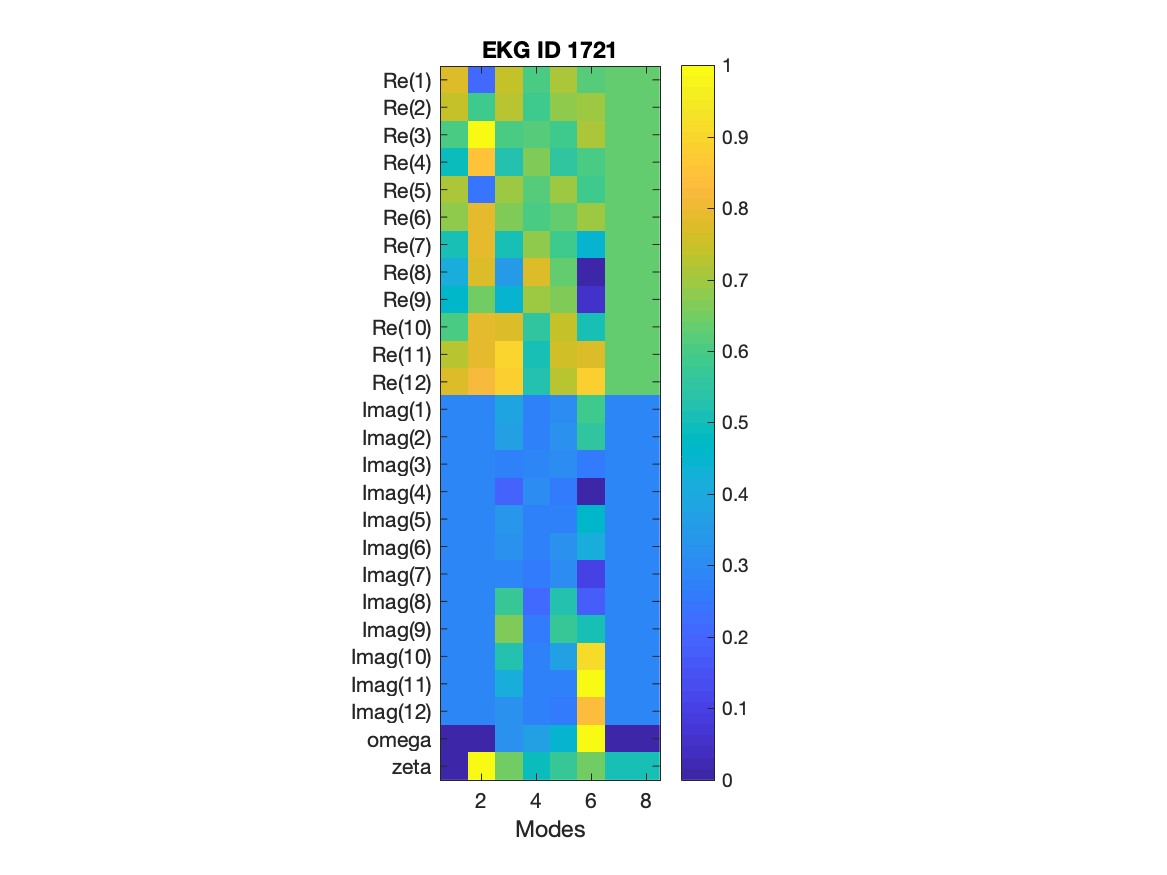 EKG ID 1721
Re(1)
Re(2)
Re(3)
Re(4)
Re(5)
Re(6)
Re(7)
Re(8)
Re(9)
Re(10)
Re(11)
Re(12)
Imag(1)
Imag(2)
Imag(3)
Imag(4)
Imag(5)
Imag(6)
Imag(7)
Imag(8)
Imag(9)
Imag(10)
Imag(11)
Imag(12)
omega
zeta
2 4 6 8
Modes
1
0.9
0.8
0.7
0.6
0.5
0.4
0.3
0.2
0.1
0